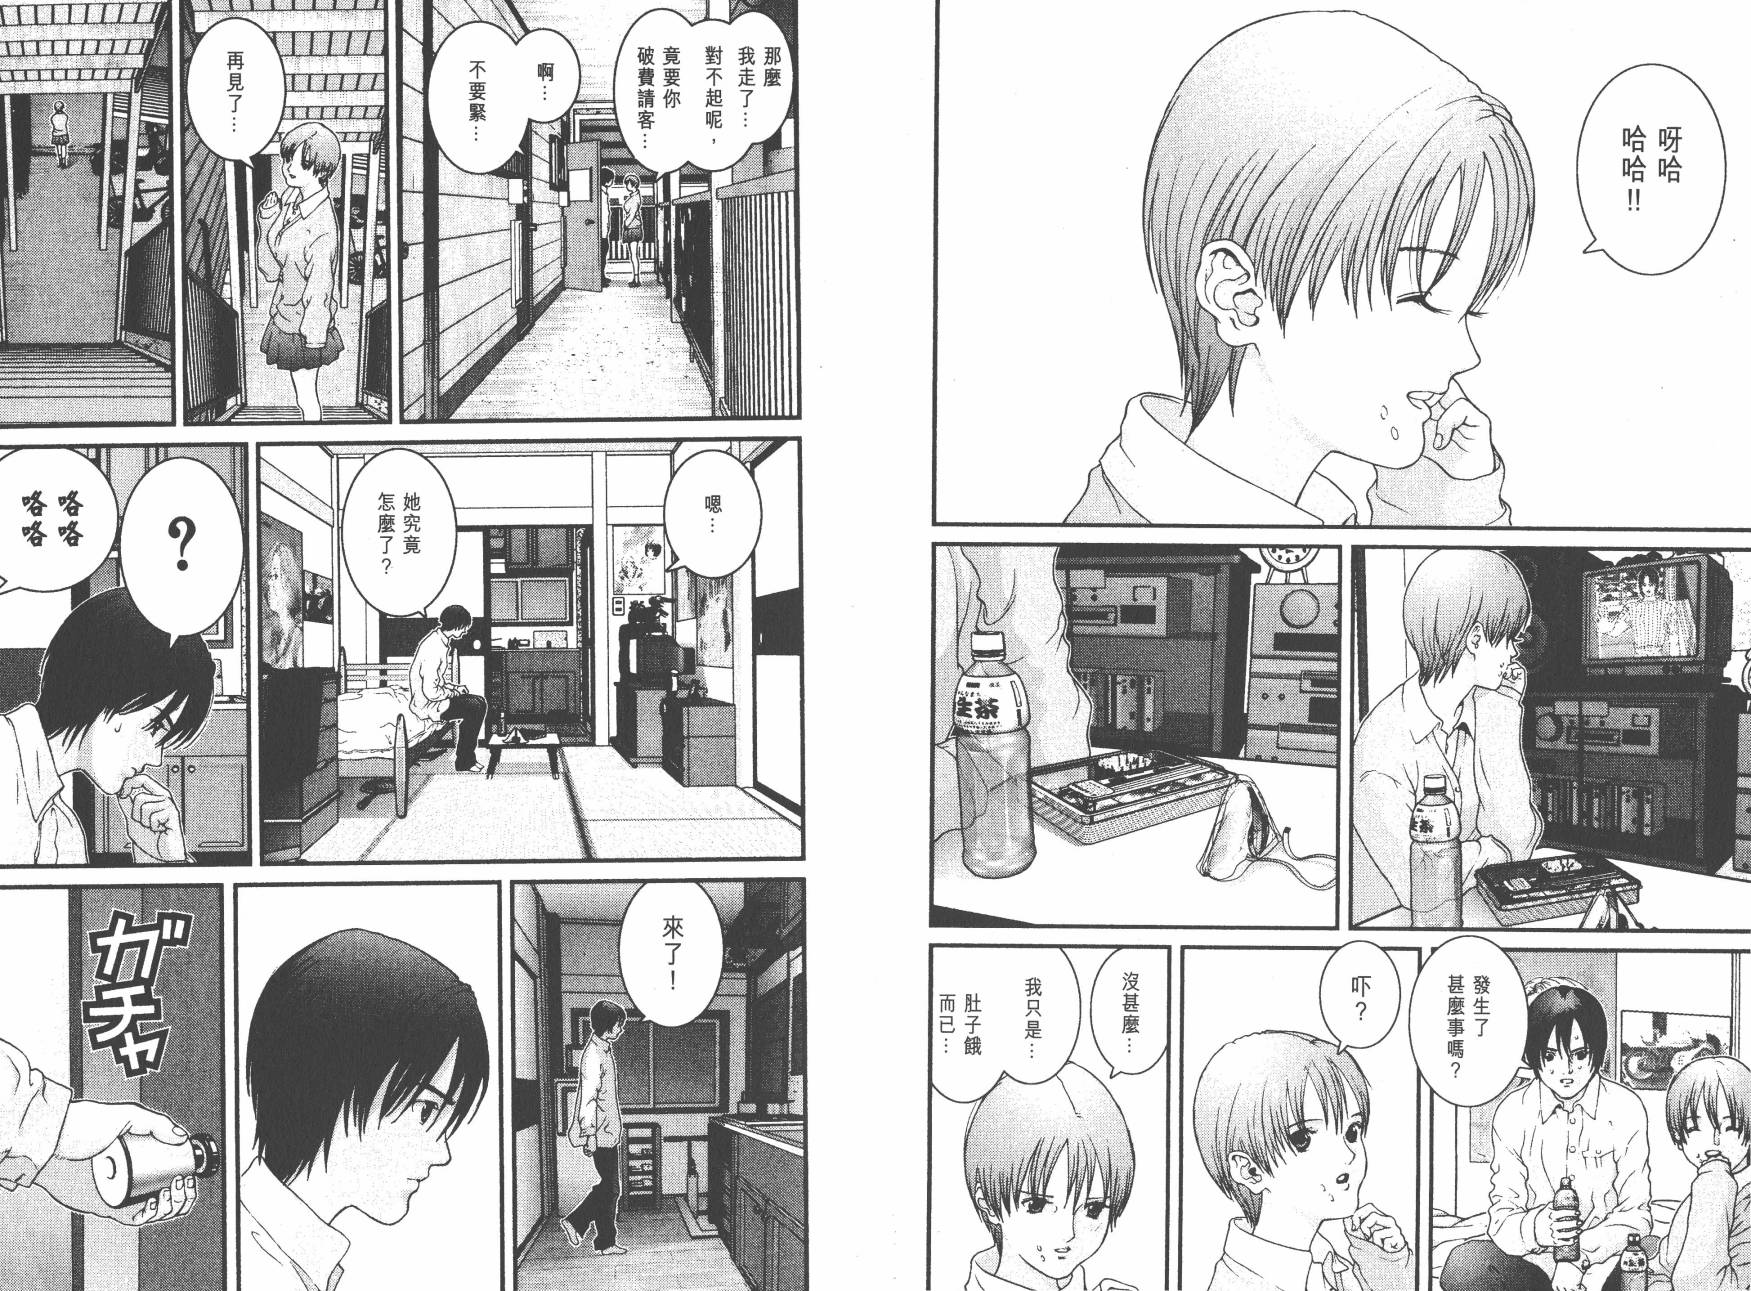 呀哈
哈哈!!
生茶
生茶
發生了
甚麼事嗎?
吓?
沒甚麼…
我只是…
肚子餓
而已…
那麼
我走了…
對不起呢，
竟要你
破費請客…
啊…
不要緊…
再見了…
嗯…
她究竟
怎麼了?
?
咯咯
咯咯
來了!
ガチャ